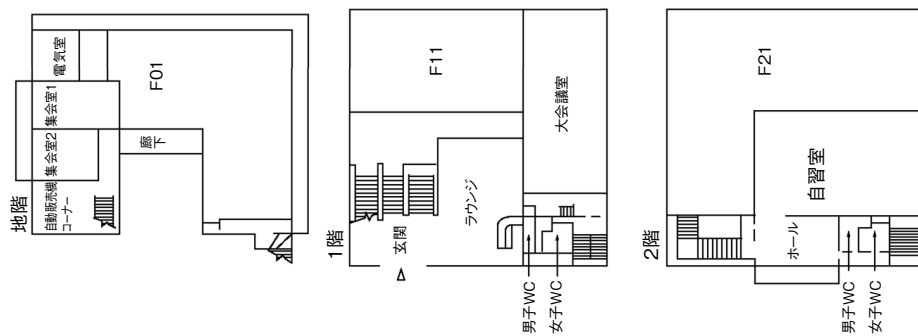 地階
自動販売機
コーナー
集会室2
集会室1
電気室
廊下
F01
1階
玄関
ラウンジ
F11
大会議室
男子WC
女子WC
2階
ホール
自習室
F21
男子WC
女子WC